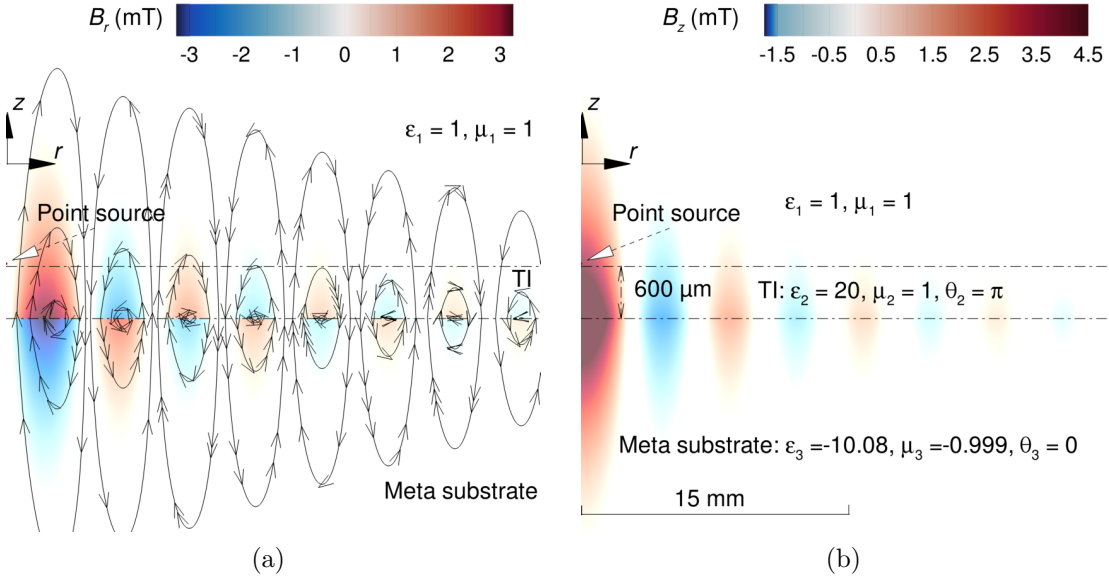 B_r (mT)
-3 -2 -1 0 1 2 3
z
ε₁ = 1, μ₁ = 1
r
Point source
TI
Meta substrate
(a)
B_z (mT)
-1.5 -0.5 0.5 1.5 2.5 3.5 4.5
z
r
Point source
ε₁ = 1, μ₁ = 1
600 μm
TI: ε₂ = 20, μ₂ = 1, θ₂ = π
Meta substrate: ε₃ =-10.08, μ₃ =-0.999, θ₃ = 0
15 mm
(b)